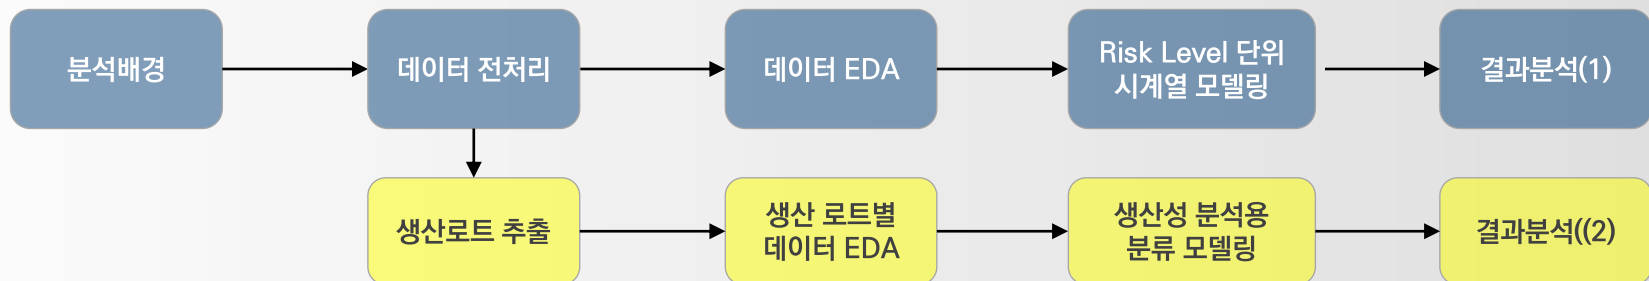 분석배경
데이터 전처리
데이터 EDA
Risk Level 단위
시계열 모델링
결과분석(1)
생산로트 추출
생산 로트별
데이터 EDA
생산성 분석용
분류 모델링
결과분석((2)